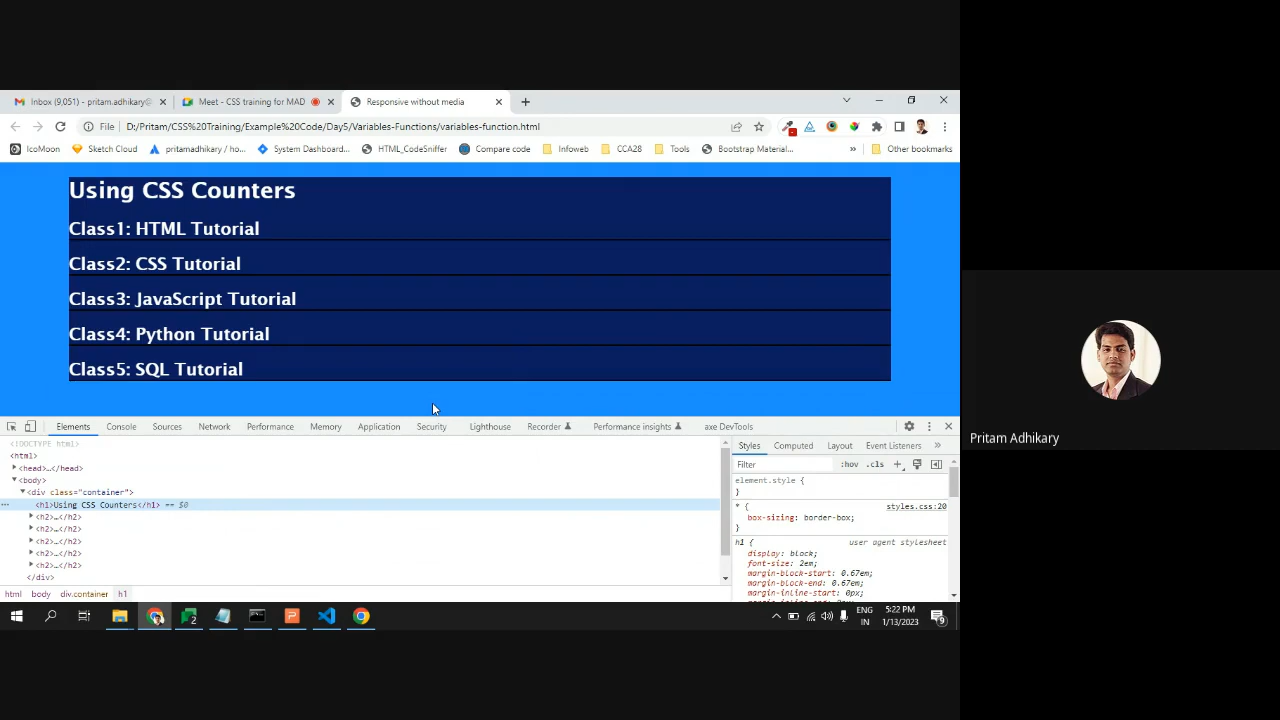 Inbox (9,051) - pritam.adhikary@
Meet - CSS training for MAD
Responsive without media
File
D:/Pritam/CSS%20Training/Example%20Code/Day5/Variables-Functions/variables-function.html
IcoMoon
Sketch Cloud
pritamadhikary / ho...
System Dashboard...
HTML_CodeSniffer
Compare code
Infoweb
CCA28
Tools
Bootstrap Material...
»
Other bookmarks
Using CSS Counters
Class1: HTML Tutorial
Class2: CSS Tutorial
Class3: JavaScript Tutorial
Class4: Python Tutorial
Class5: SQL Tutorial
Pritam Adhikary
Elements Console Sources Network Performance Memory Application Security Lighthouse Recorder Performance insights axe DevTools
<!DOCTYPE html>
<html>
<head>…</head>
<body>
<div class="container">
<h1>Using CSS Counters</h1> == $0
<h2>…</h2>
<h2>…</h2>
<h2>…</h2>
<h2>…</h2>
<h2>…</h2>
</div>
html body div.container h1
Styles Computed Layout Event Listeners »
Filter :hov .cls +
element.style {
}
* { styles.css:20
box-sizing: border-box;
}
h1 { user agent stylesheet
display: block;
font-size: 2em;
margin-block-start: 0.67em;
margin-block-end: 0.67em;
margin-inline-start: 0px;
ENG
IN
5:22 PM
1/13/2023
9